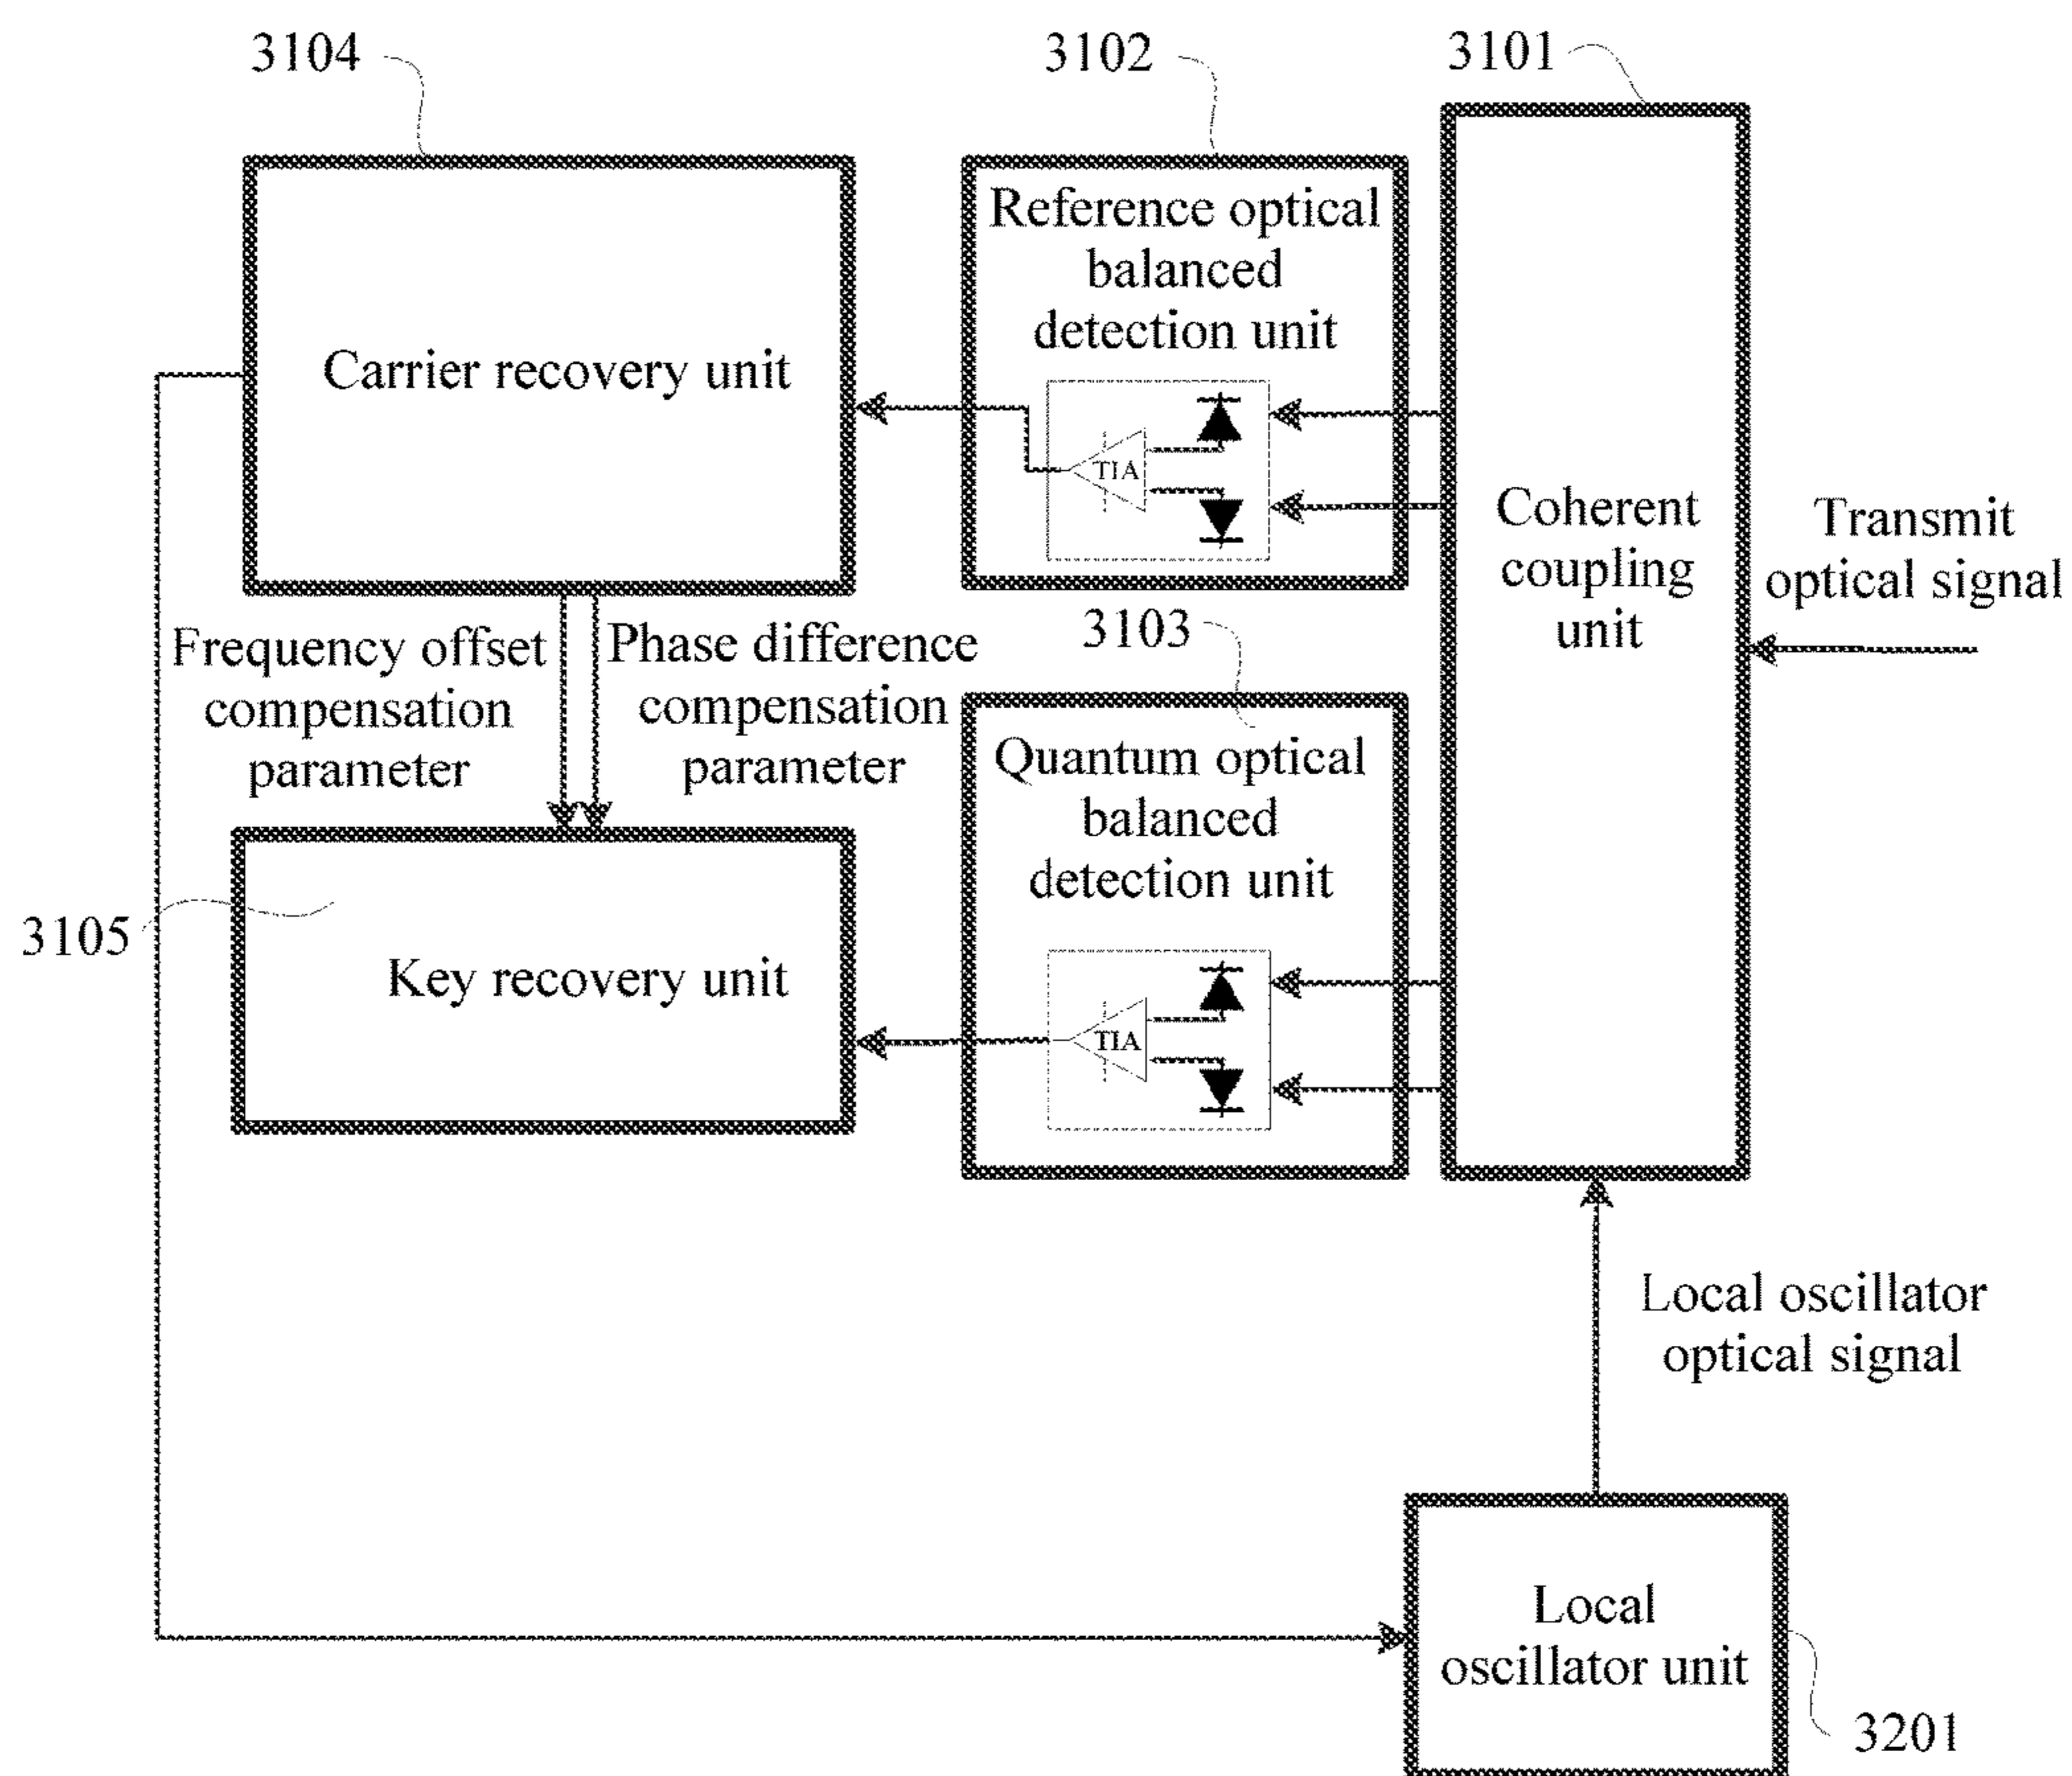 3104
3102
3101
Reference optical
balanced
detection unit
Carrier recovery unit
TIA
Coherent
coupling
unit
Transmit
optical signal
Frequency offset
compensation
parameter
Phase difference
compensation
parameter
3103
Quantum optical
balanced
detection unit
3105
Key recovery unit
TIA
Local oscillator
optical signal
Local
oscillator unit
3201